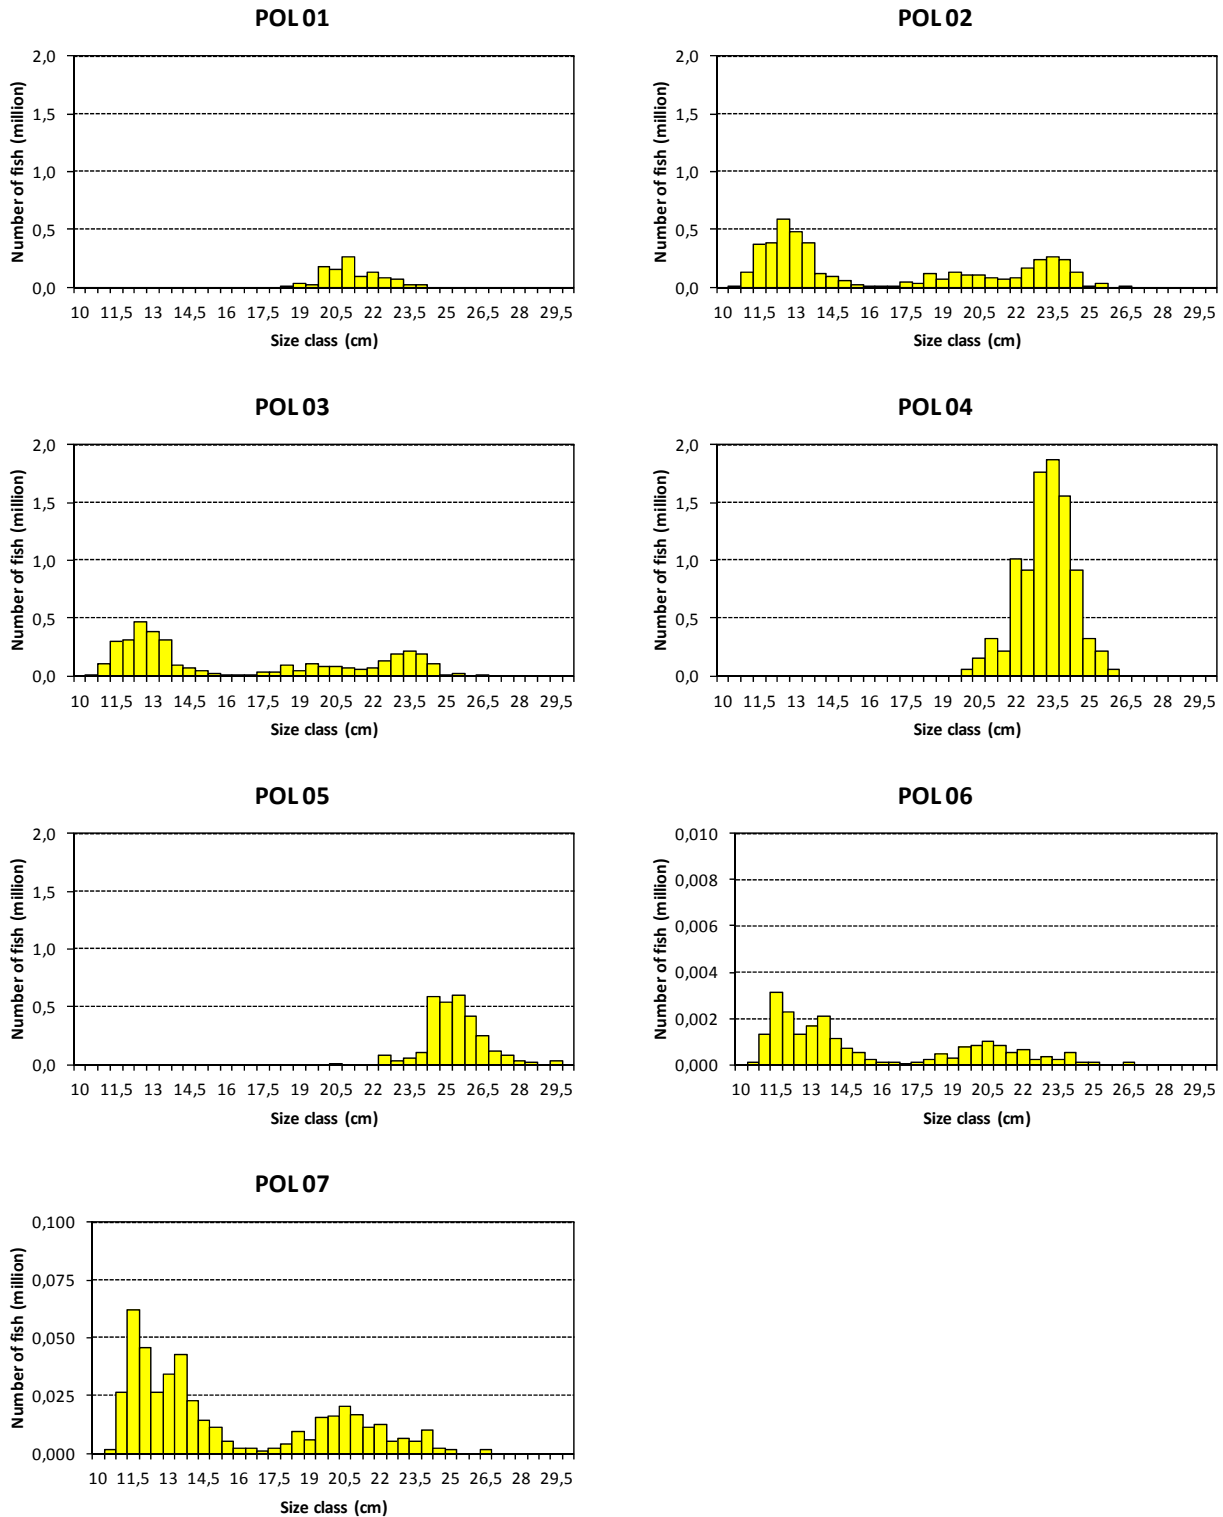 POL 01
2,0
1,5
1,0
0,5
0,0
Number of fish (million)
10 11,5 13 14,5 16 17,5 19 20,5 22 23,5 25 26,5 28 29,5
Size class (cm)
POL 02
2,0
1,5
1,0
0,5
0,0
Number of fish (million)
10 11,5 13 14,5 16 17,5 19 20,5 22 23,5 25 26,5 28 29,5
Size class (cm)
POL 03
2,0
1,5
1,0
0,5
0,0
Number of fish (million)
10 11,5 13 14,5 16 17,5 19 20,5 22 23,5 25 26,5 28 29,5
Size class (cm)
POL 04
2,0
1,5
1,0
0,5
0,0
Number of fish (million)
10 11,5 13 14,5 16 17,5 19 20,5 22 23,5 25 26,5 28 29,5
Size class (cm)
POL 05
2,0
1,5
1,0
0,5
0,0
Number of fish (million)
10 11,5 13 14,5 16 17,5 19 20,5 22 23,5 25 26,5 28 29,5
Size class (cm)
POL 06
0,010
0,008
0,006
0,004
0,002
0,000
Number of fish (million)
10 11,5 13 14,5 16 17,5 19 20,5 22 23,5 25 26,5 28 29,5
Size class (cm)
POL 07
0,100
0,075
0,050
0,025
0,000
Number of fish (million)
10 11,5 13 14,5 16 17,5 19 20,5 22 23,5 25 26,5 28 29,5
Size class (cm)